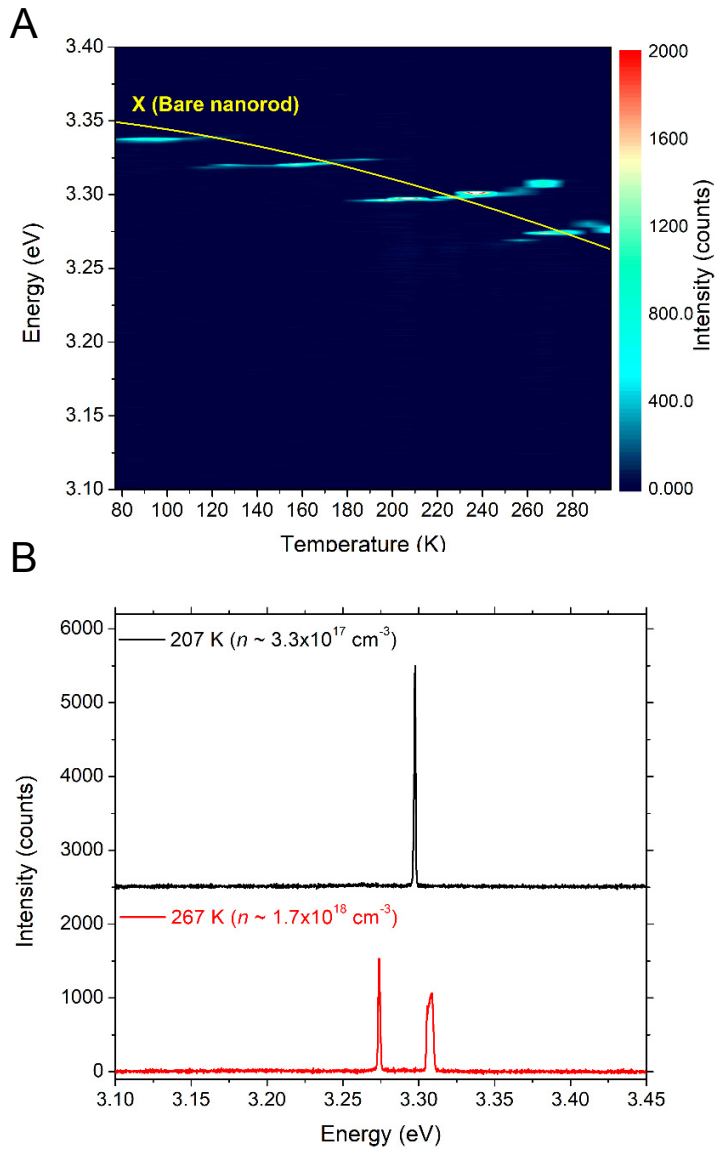 A
3.40
3.35
3.30
3.25
3.20
3.15
3.10
Energy (eV)
X (Bare nanorod)
80 100 120 140 160 180 200 220 240 260 280
Temperature (K)
2000
1600
1200
800.0
400.0
0.000
Intensity (counts)
B
6000
5000
4000
3000
2000
1000
0
Intensity (counts)
207 K (n ~ 3.3x10¹⁷ cm⁻³)
267 K (n ~ 1.7x10¹⁸ cm⁻³)
3.10 3.15 3.20 3.25 3.30 3.35 3.40 3.45
Energy (eV)